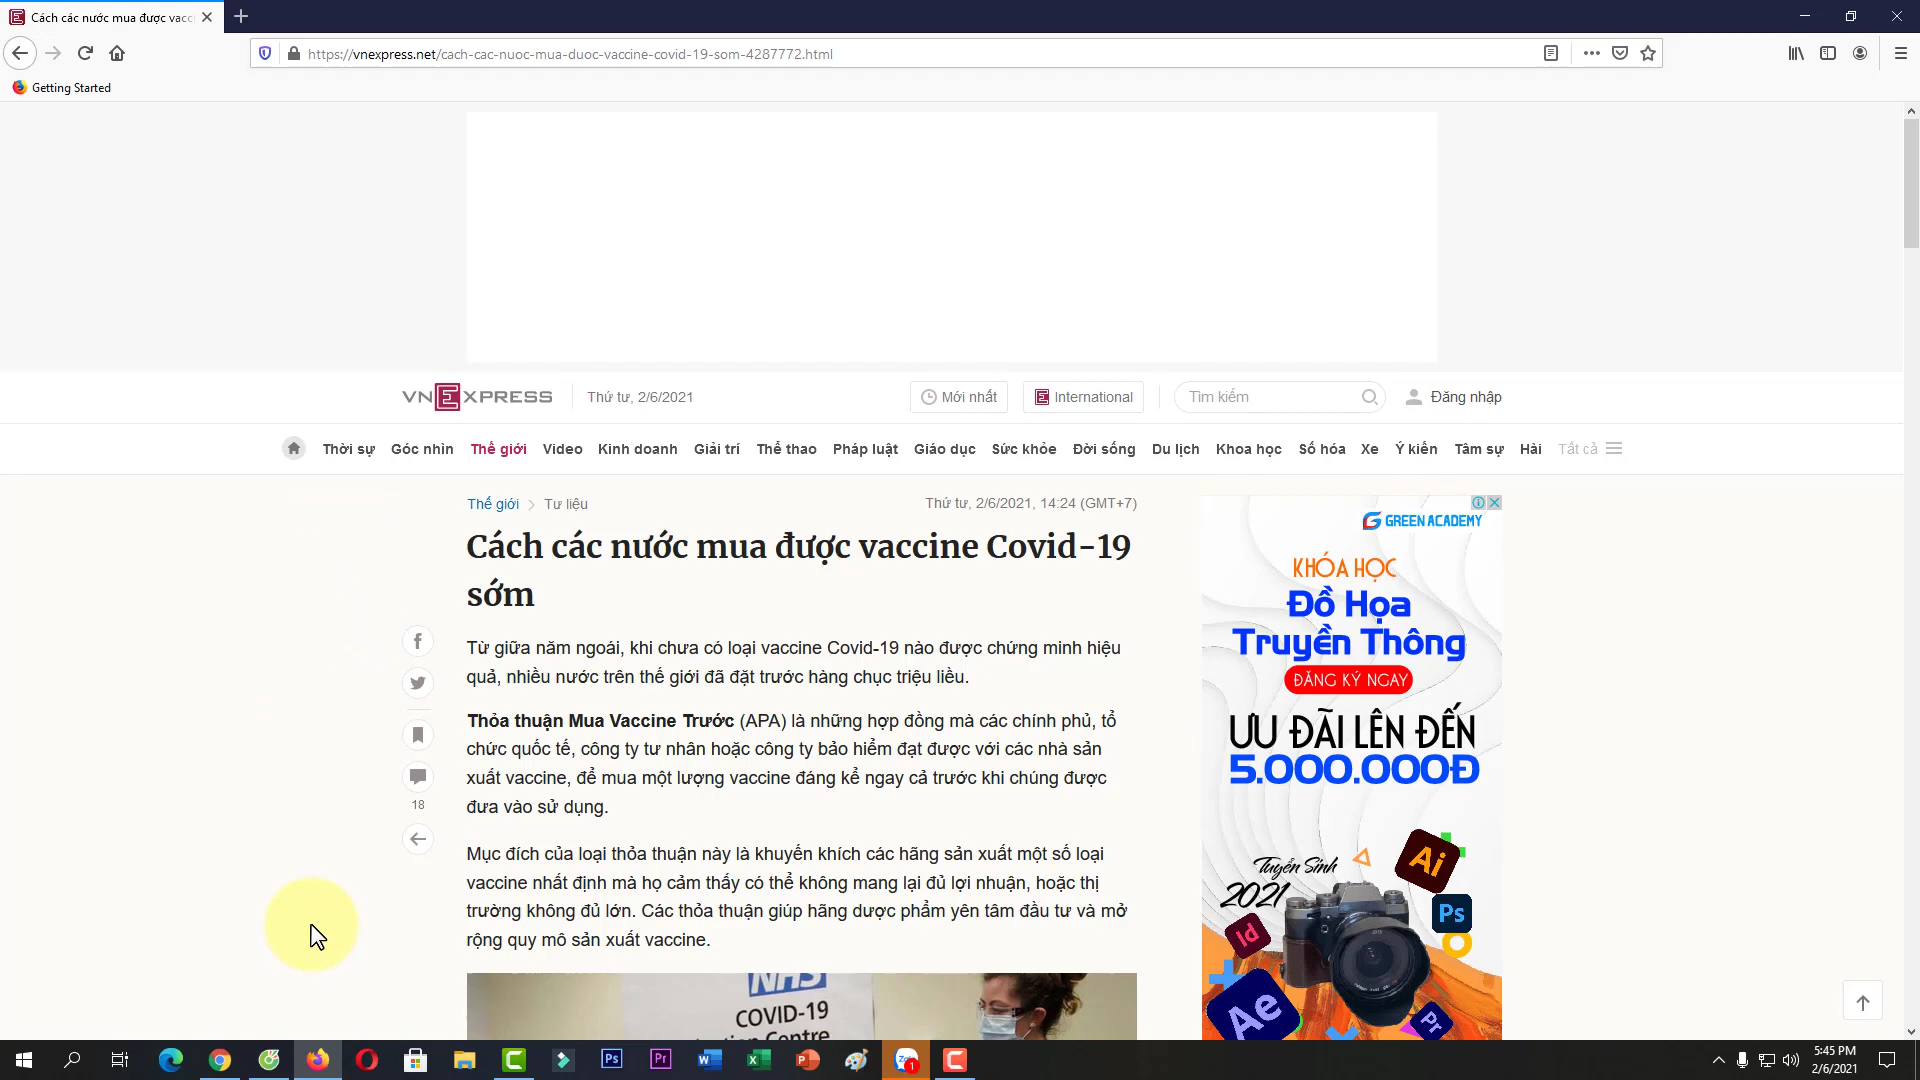 Cách các nước mua được vacc
https://vnexpress.net/cach-cac-nuoc-mua-duoc-vaccine-covid-19-som-4287772.html
Getting Started
VNEXPRESS
Thứ tư, 2/6/2021
Mới nhất
E International
Tìm kiếm
Đăng nhập
Thời sự Góc nhìn Thế giới Video Kinh doanh Giải trí Thể thao Pháp luật Giáo dục Sức khỏe Đời sống Du lịch Khoa học Số hóa Xe Ý kiến Tâm sự Hài Tất cả
Thế giới > Tư liệu
Thứ tư, 2/6/2021, 14:24 (GMT+7)
Cách các nước mua được vaccine Covid-19
sớm
Từ giữa năm ngoái, khi chưa có loại vaccine Covid-19 nào được chứng minh hiệu
quả, nhiều nước trên thế giới đã đặt trước hàng chục triệu liều.
Thỏa thuận Mua Vaccine Trước (APA) là những hợp đồng mà các chính phủ, tổ
chức quốc tế, công ty tư nhân hoặc công ty bảo hiểm đạt được với các nhà sản
xuất vaccine, để mua một lượng vaccine đáng kể ngay cả trước khi chúng được
đưa vào sử dụng.
18
Mục đích của loại thỏa thuận này là khuyến khích các hãng sản xuất một số loại
vaccine nhất định mà họ cảm thấy có thể không mang lại đủ lợi nhuận, hoặc thị
trường không đủ lớn. Các thỏa thuận giúp hãng dược phẩm yên tâm đầu tư và mở
rộng quy mô sản xuất vaccine.
NHS
COVID-19
Centre
GREEN ACADEMY
KHÓA HỌC
Đồ Họa
Truyền Thông
ĐĂNG KÝ NGAY
ƯU ĐÃI LÊN ĐẾN
5.000.000Đ
Tuyển Sinh
2021
Ai
Ps
Id
Ae
Pr
Ps
Pr
1
5:45 PM
2/6/2021